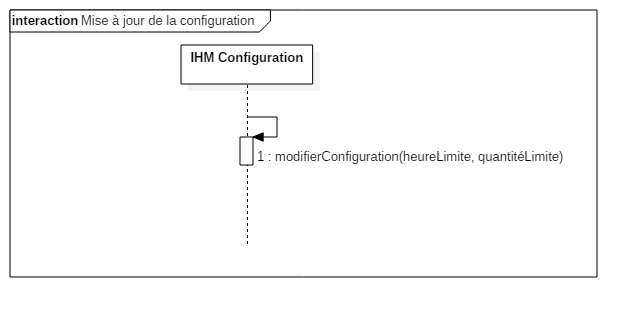 interaction Mise à jour de la configuration
IHM Configuration
1 : modifierConfiguration(heureLimite, quantitéLimite)